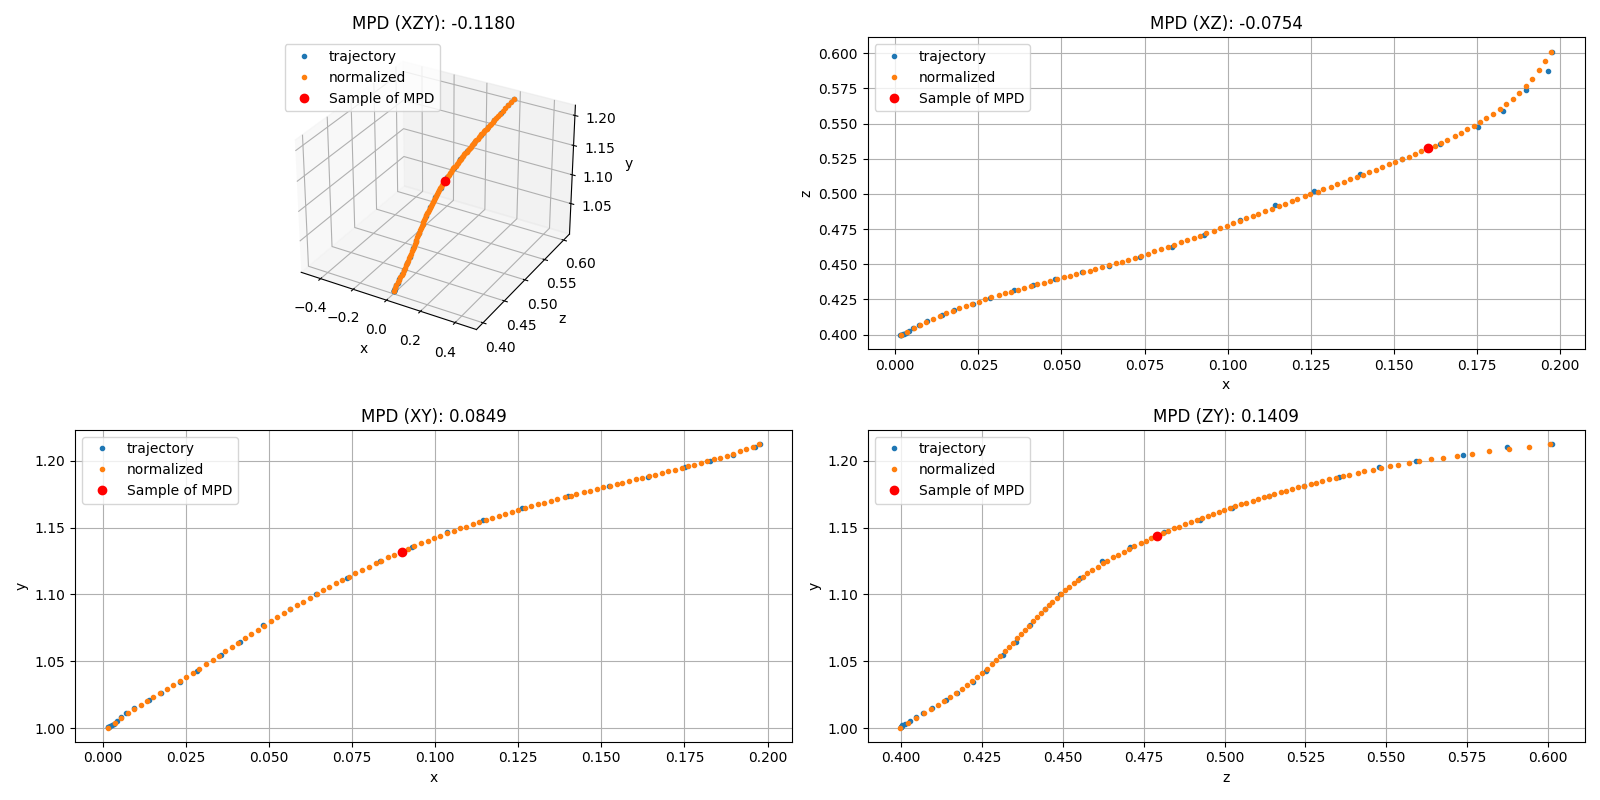 MPD (XZY): -0.1180
trajectory
normalized
Sample of MPD
1.20
1.15
1.10
1.05
y
0.60
0.55
0.50
0.45
0.40
z
−0.4
−0.2
0.0
0.2
0.4
x
MPD (XZ): -0.0754
trajectory
normalized
Sample of MPD
0.600
0.575
0.550
0.525
0.500
0.475
0.450
0.425
0.400
z
0.000 0.025 0.050 0.075 0.100 0.125 0.150 0.175 0.200
x
MPD (XY): 0.0849
trajectory
normalized
Sample of MPD
1.20
1.15
1.10
1.05
1.00
y
0.000 0.025 0.050 0.075 0.100 0.125 0.150 0.175 0.200
x
MPD (ZY): 0.1409
trajectory
normalized
Sample of MPD
1.20
1.15
1.10
1.05
1.00
y
0.400 0.425 0.450 0.475 0.500 0.525 0.550 0.575 0.600
z